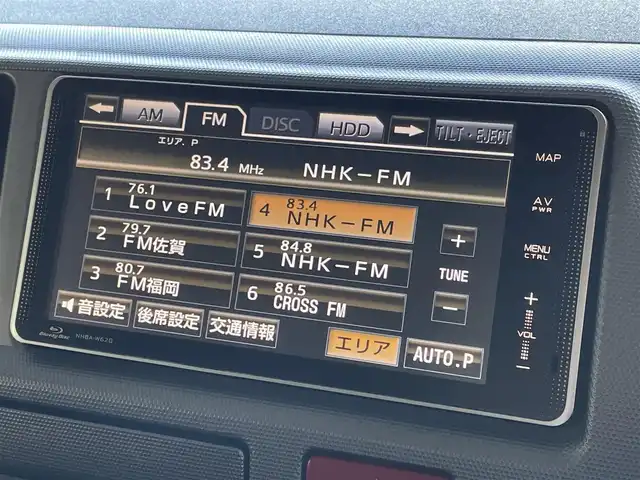 AM FM DISC HDD TILT・EJECT
エリア. P
83.4 MHz NHK-FM
1 76.1 LoveFM
2 79.7 FM佐賀
3 80.7 FM福岡
4 83.4 NHK-FM
5 84.8 NHK-FM
6 86.5 CROSS FM
+
TUNE
-
音設定 後席設定 交通情報
エリア AUTO.P
MAP
AV
PWR
MENU
CTRL
+
VOL
-
Blu-ray Disc
NHBA-W62G